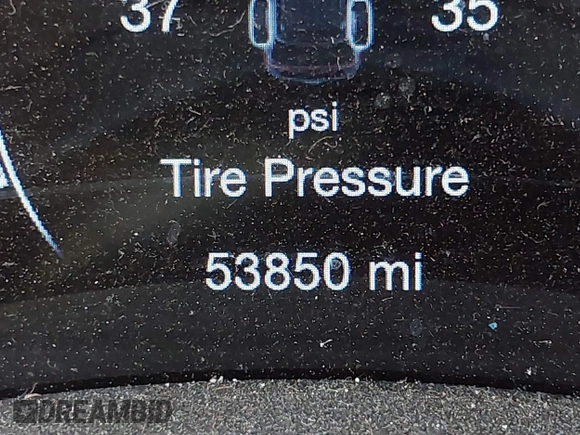 37 35
psi
Tire Pressure
53850 mi
DREAMBID